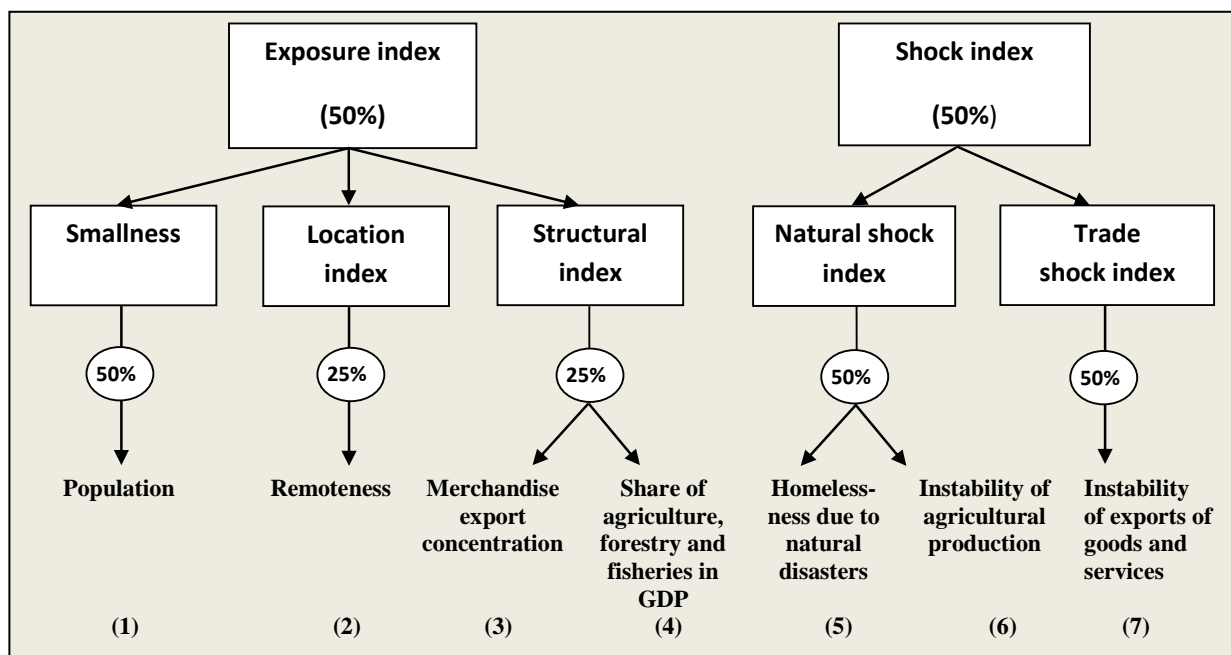 Exposure index
(50%)
Shock index
(50%)
Smallness
Location
index
Structural
index
Natural shock
index
Trade
shock index
50%
25%
25%
50%
50%
Population
Remoteness
Merchandise
export
concentration
Share of
agriculture,
forestry and
fisheries in
GDP
Homeless-
ness due to
natural
disasters
Instability of
agricultural
production
Instability
of exports of
goods and
services
(1)
(2)
(3)
(4)
(5)
(6)
(7)